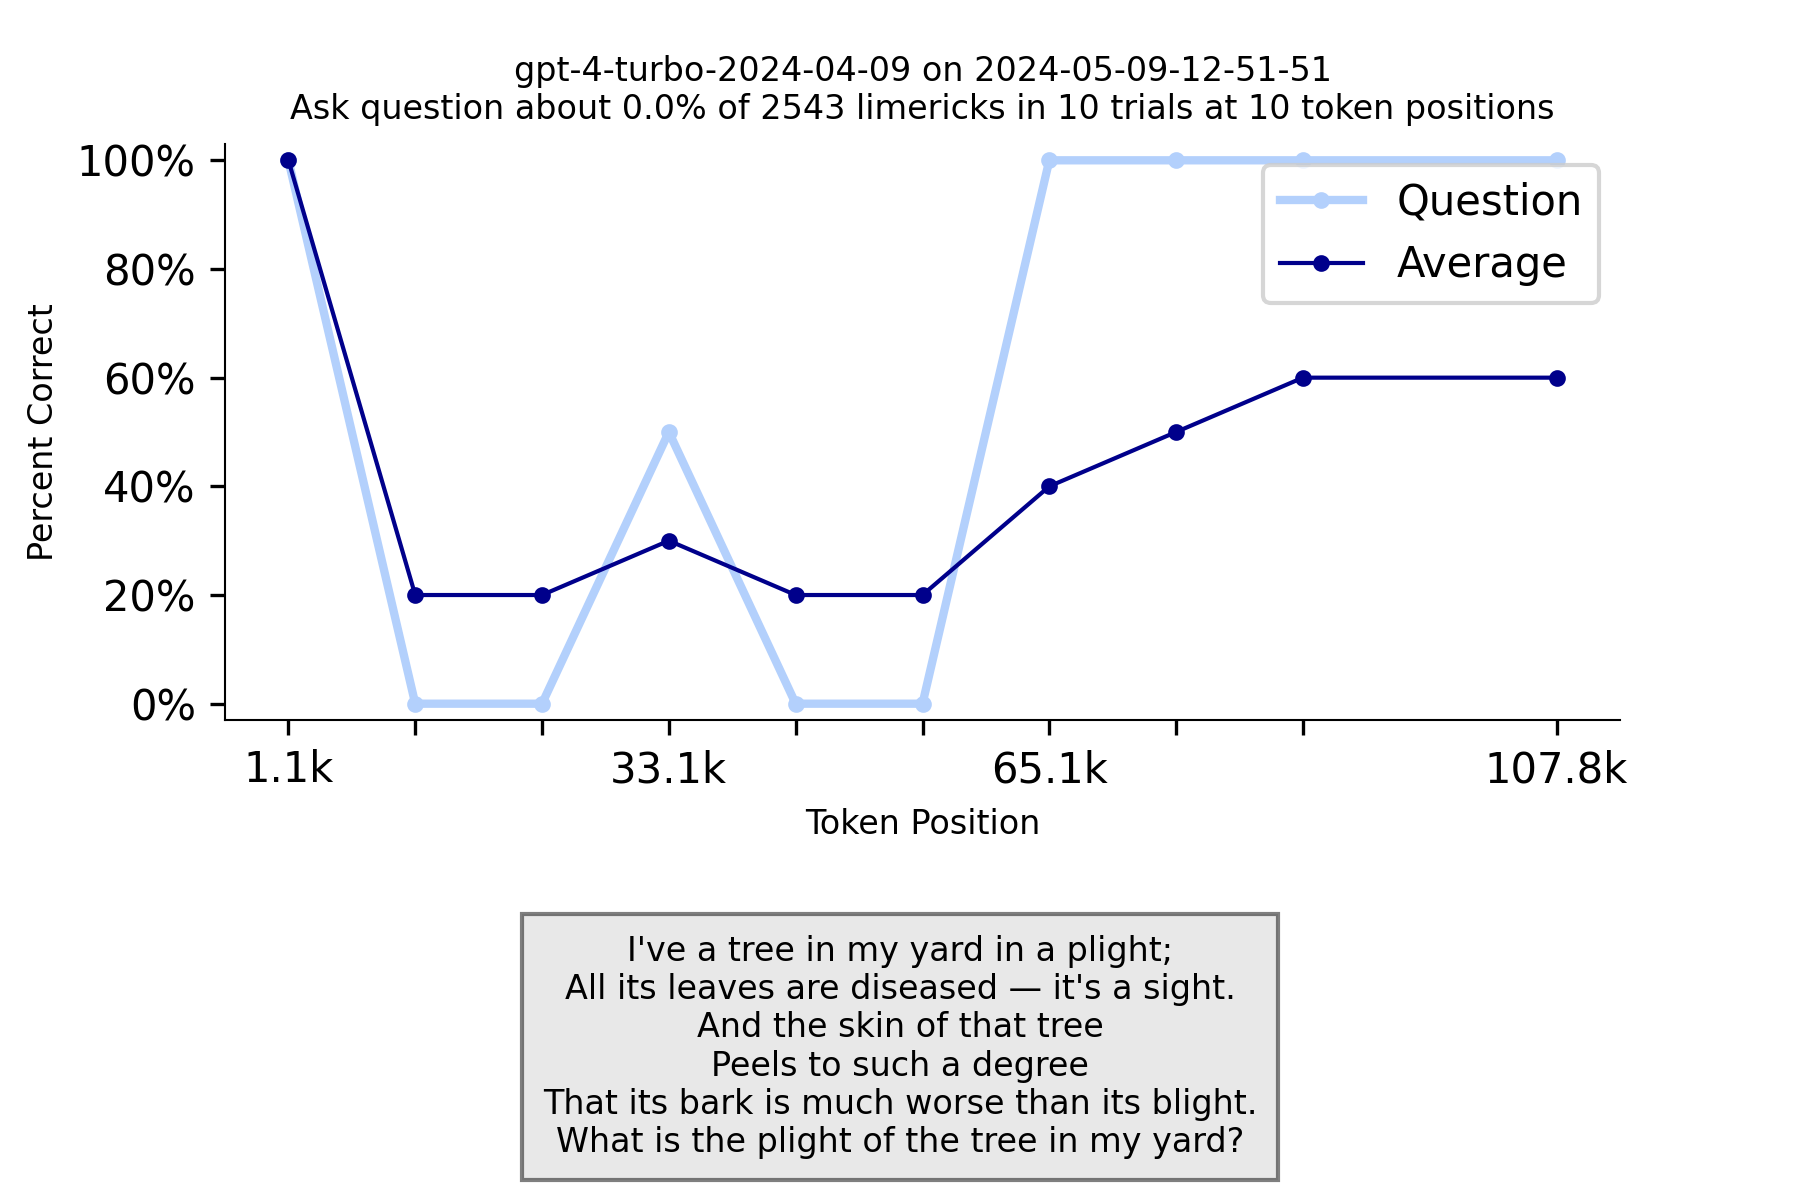 gpt-4-turbo-2024-04-09 on 2024-05-09-12-51-51
Ask question about 0.0% of 2543 limericks in 10 trials at 10 token positions
100%
80%
60%
40%
20%
0%
Percent Correct
Question
Average
1.1k
33.1k
65.1k
107.8k
Token Position
I've a tree in my yard in a plight;
All its leaves are diseased — it's a sight.
And the skin of that tree
Peels to such a degree
That its bark is much worse than its blight.
What is the plight of the tree in my yard?